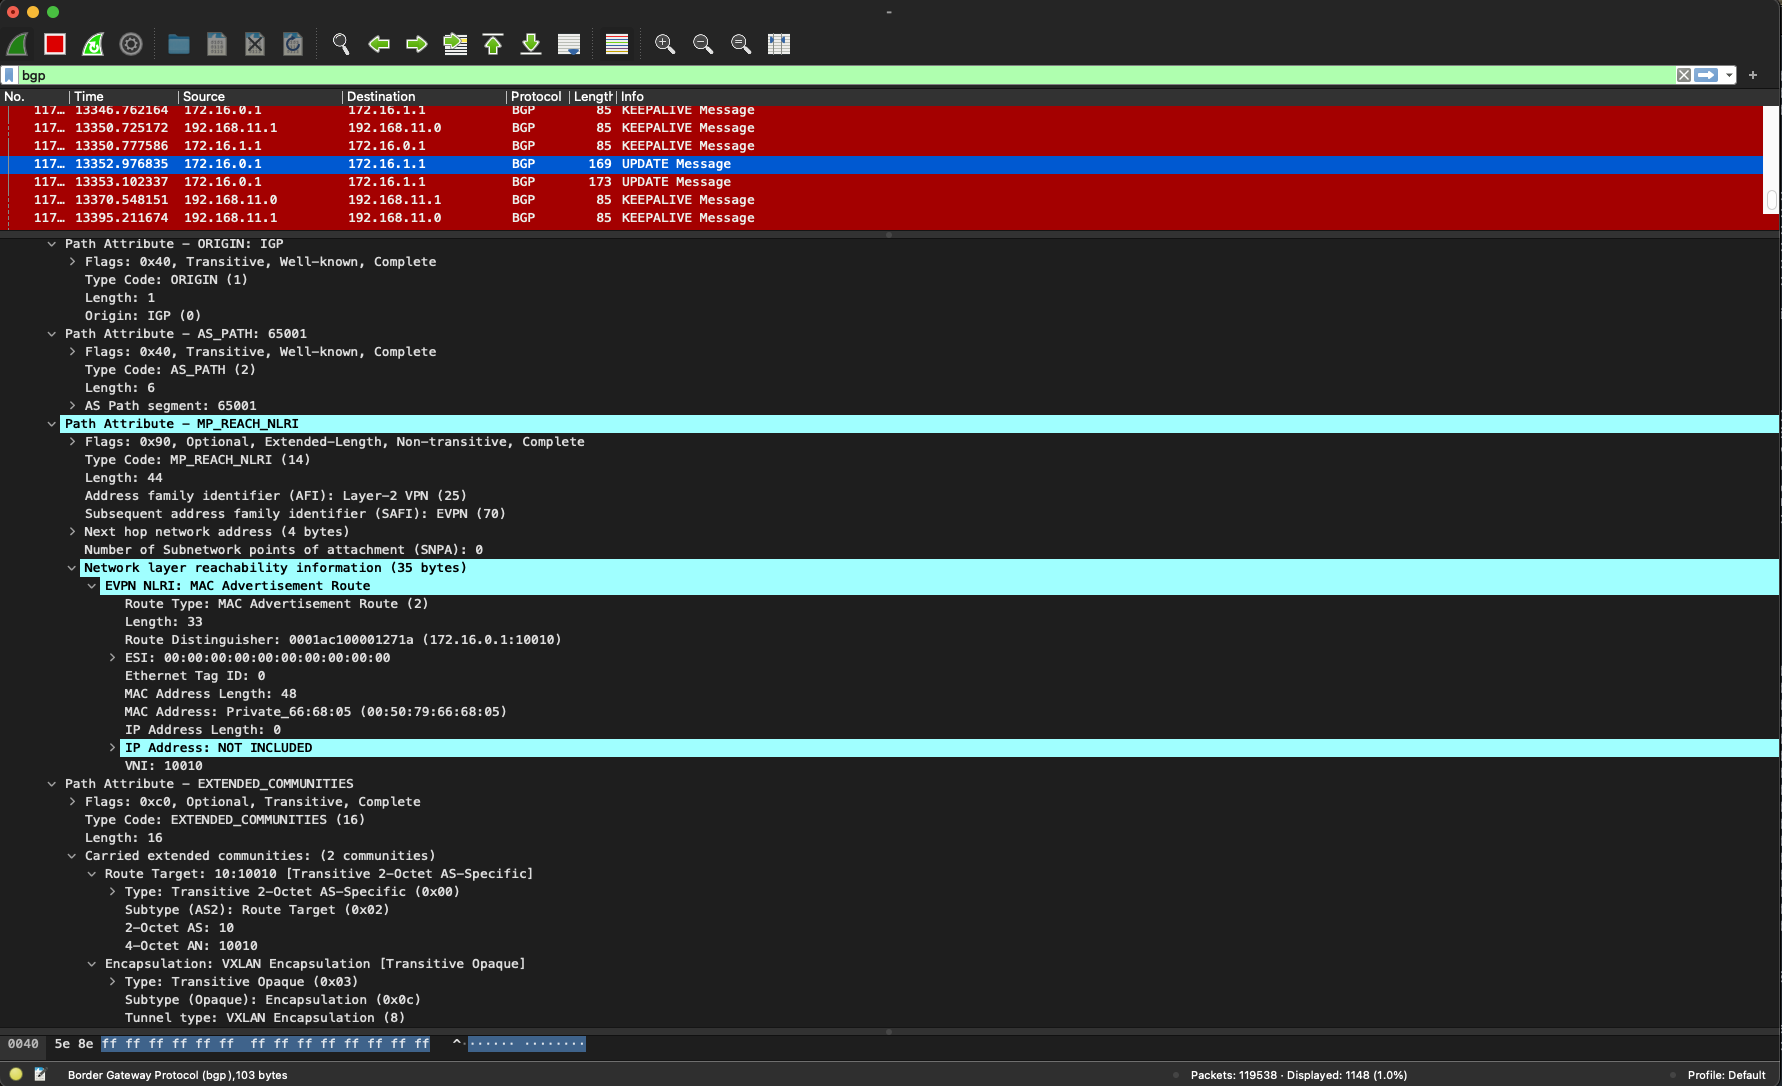 -
bgp
No. Time Source Destination Protocol Length Info
117… 13346.762164 172.16.0.1 172.16.1.1 BGP 85 KEEPALIVE Message
117… 13350.725172 192.168.11.1 192.168.11.0 BGP 85 KEEPALIVE Message
117… 13350.777586 172.16.1.1 172.16.0.1 BGP 85 KEEPALIVE Message
117… 13352.976835 172.16.0.1 172.16.1.1 BGP 169 UPDATE Message
117… 13353.102337 172.16.0.1 172.16.1.1 BGP 173 UPDATE Message
117… 13370.548151 192.168.11.0 192.168.11.1 BGP 85 KEEPALIVE Message
117… 13395.211674 192.168.11.1 192.168.11.0 BGP 85 KEEPALIVE Message
Path Attribute – ORIGIN: IGP
Flags: 0x40, Transitive, Well–known, Complete
Type Code: ORIGIN (1)
Length: 1
Origin: IGP (0)
Path Attribute – AS_PATH: 65001
Flags: 0x40, Transitive, Well–known, Complete
Type Code: AS_PATH (2)
Length: 6
AS Path segment: 65001
Path Attribute – MP_REACH_NLRI
Flags: 0x90, Optional, Extended–Length, Non–transitive, Complete
Type Code: MP_REACH_NLRI (14)
Length: 44
Address family identifier (AFI): Layer–2 VPN (25)
Subsequent address family identifier (SAFI): EVPN (70)
Next hop network address (4 bytes)
Number of Subnetwork points of attachment (SNPA): 0
Network layer reachability information (35 bytes)
EVPN NLRI: MAC Advertisement Route
Route Type: MAC Advertisement Route (2)
Length: 33
Route Distinguisher: 0001ac100001271a (172.16.0.1:10010)
ESI: 00:00:00:00:00:00:00:00:00:00
Ethernet Tag ID: 0
MAC Address Length: 48
MAC Address: Private_66:68:05 (00:50:79:66:68:05)
IP Address Length: 0
IP Address: NOT INCLUDED
VNI: 10010
Path Attribute – EXTENDED_COMMUNITIES
Flags: 0xc0, Optional, Transitive, Complete
Type Code: EXTENDED_COMMUNITIES (16)
Length: 16
Carried extended communities: (2 communities)
Route Target: 10:10010 [Transitive 2–Octet AS–Specific]
Type: Transitive 2–Octet AS–Specific (0x00)
Subtype (AS2): Route Target (0x02)
2–Octet AS: 10
4–Octet AN: 10010
Encapsulation: VXLAN Encapsulation [Transitive Opaque]
Type: Transitive Opaque (0x03)
Subtype (Opaque): Encapsulation (0x0c)
Tunnel type: VXLAN Encapsulation (8)
0040 5e 8e ff ff ff ff ff ff ff ff ff ff ff ff ff ff ^· ······ ········
Border Gateway Protocol (bgp),103 bytes Packets: 119538 · Displayed: 1148 (1.0%) Profile: Default